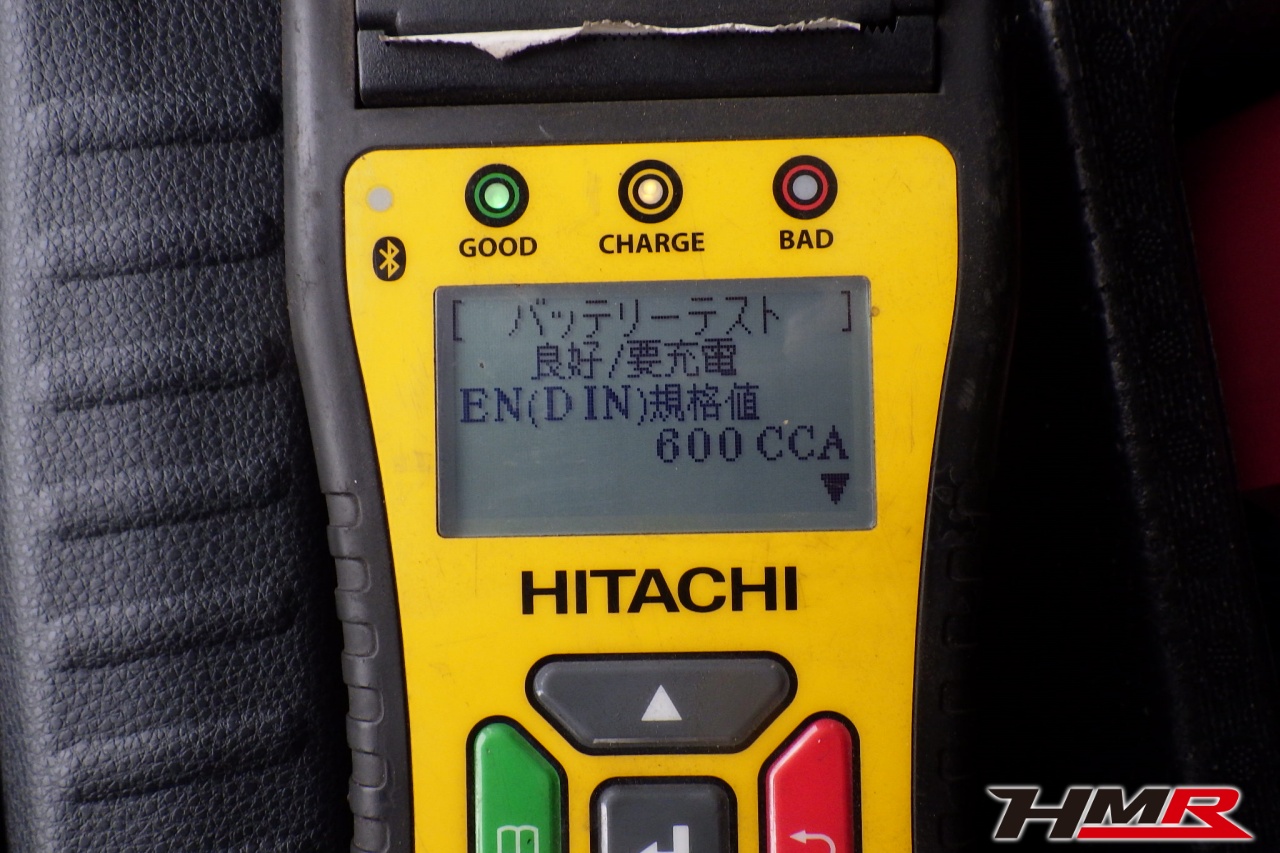 GOOD
CHARGE
BAD
[ バッテリーテスト ]
良好/要充電
EN(DIN)規格値
600 CCA
HITACHI
HMR